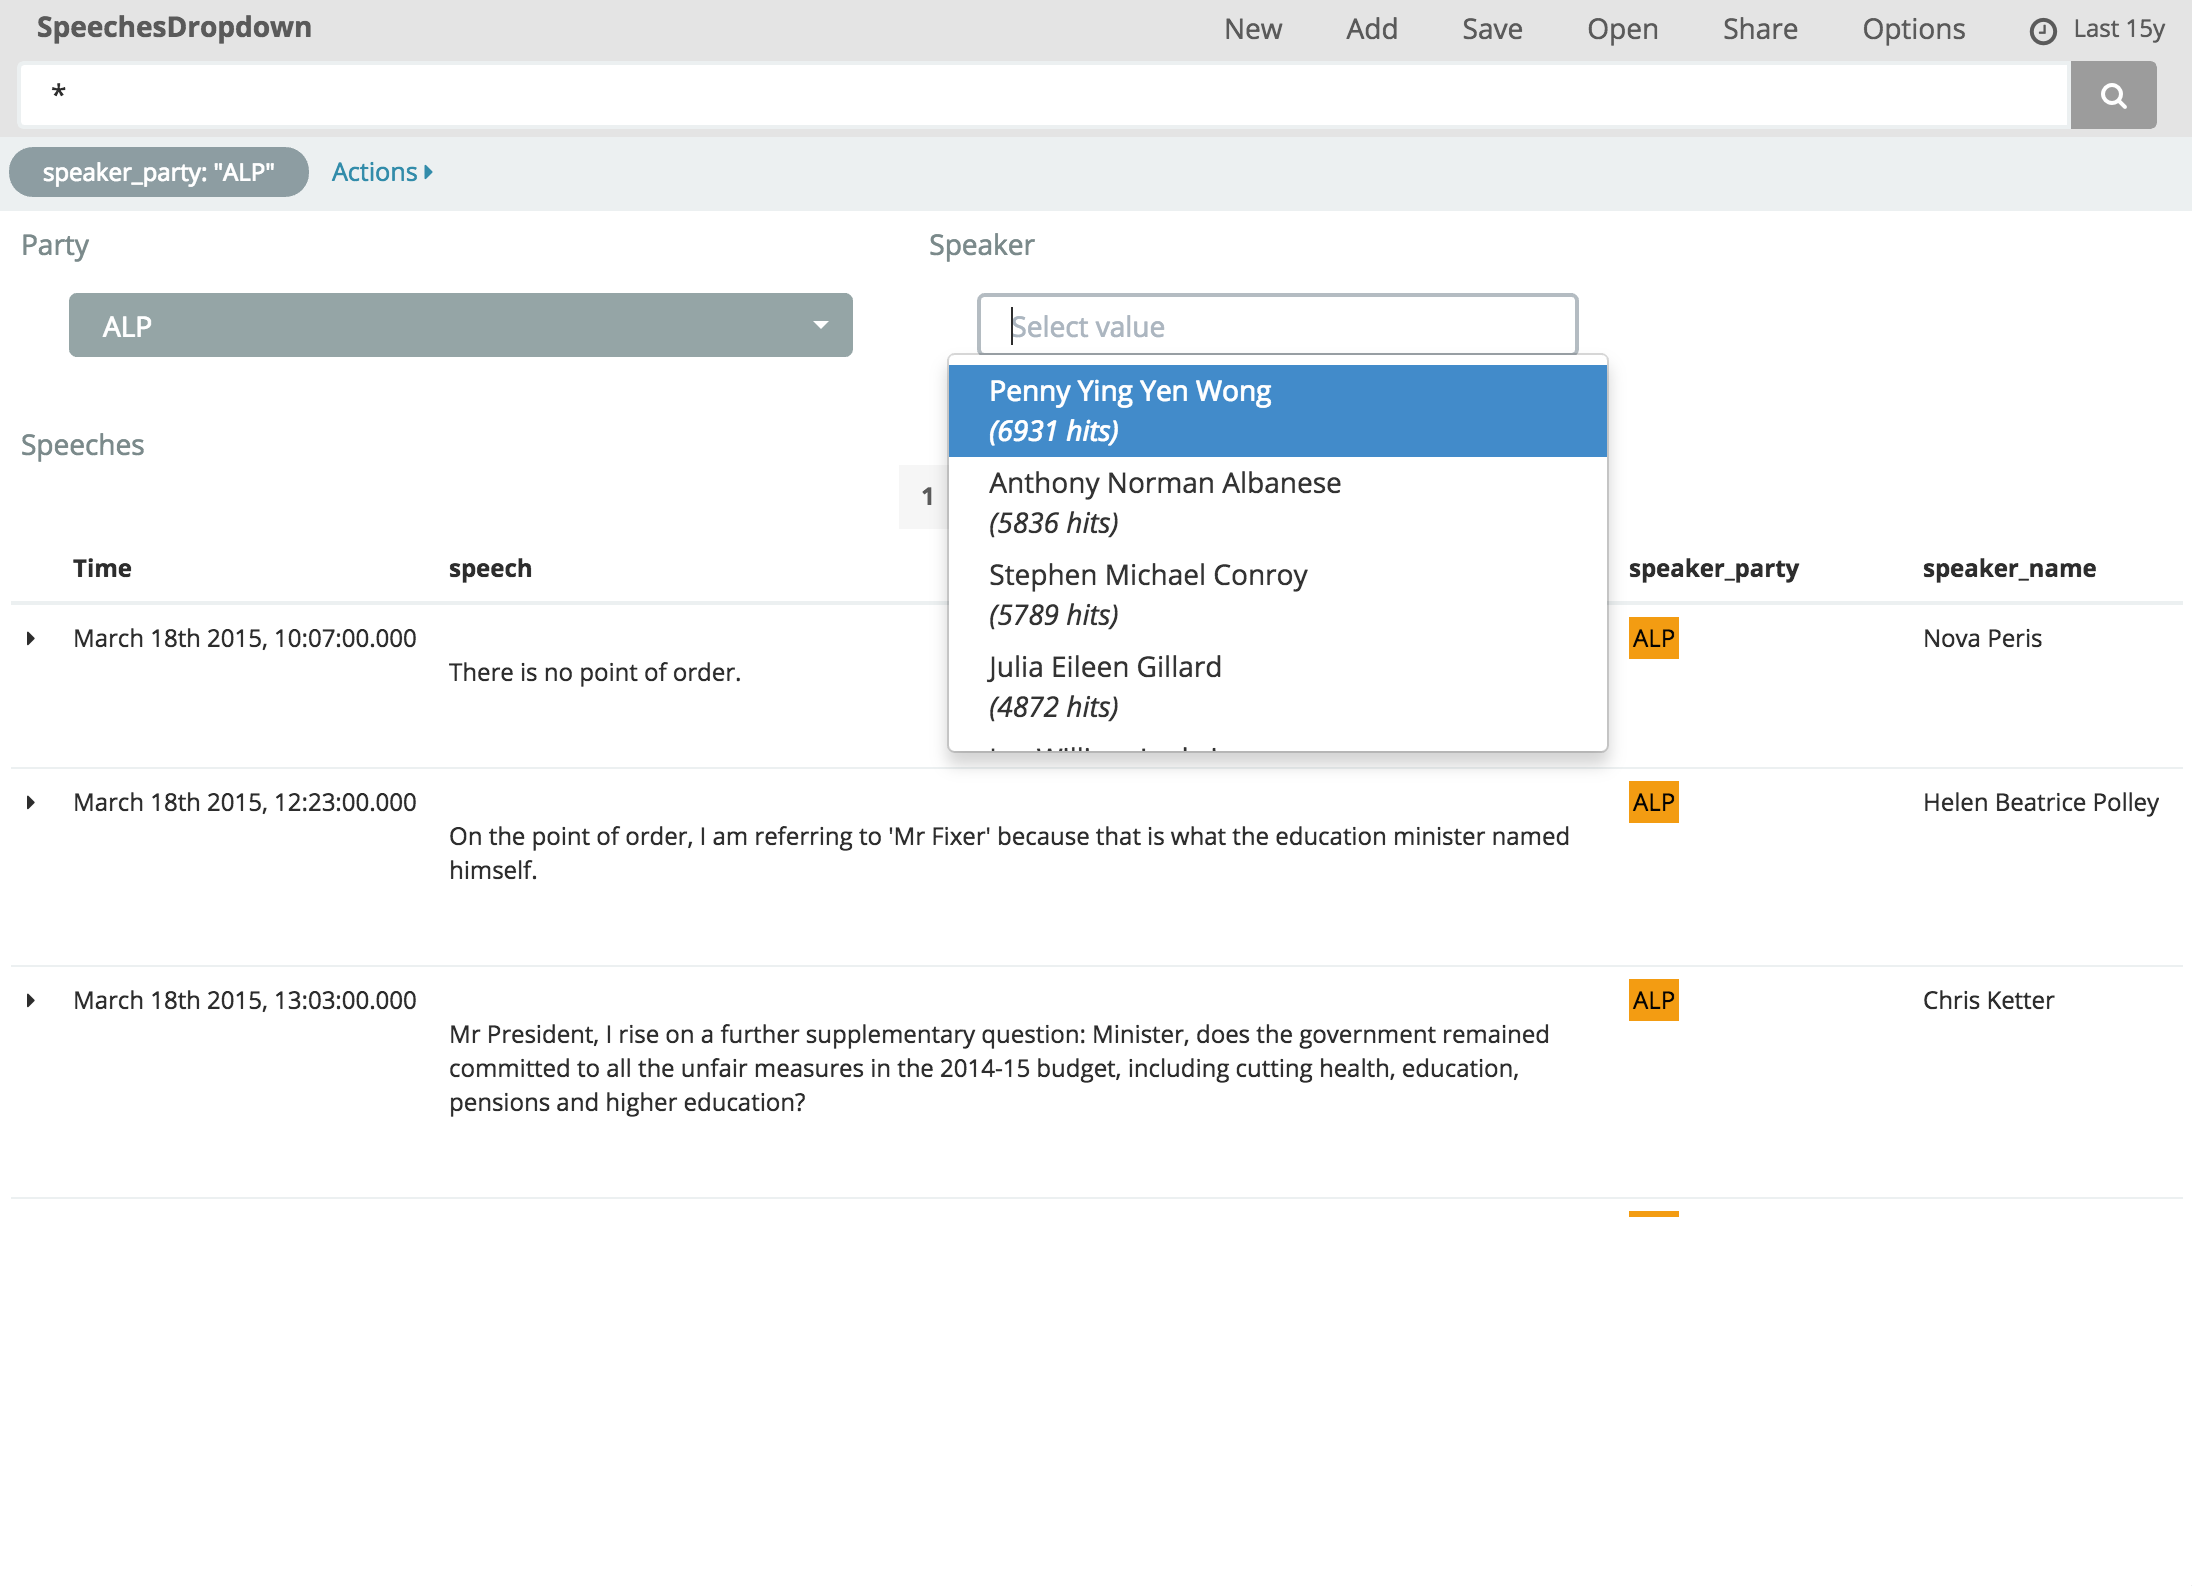 SpeechesDropdown New Add Save Open Share Options Last 15y
*
speaker_party: "ALP" Actions
Party Speaker
ALP Select value
Penny Ying Yen Wong
(6931 hits)
Anthony Norman Albanese
(5836 hits)
Stephen Michael Conroy
(5789 hits)
Julia Eileen Gillard
(4872 hits)
Speeches
1
Time speech speaker_party speaker_name
March 18th 2015, 10:07:00.000 ALP Nova Peris
There is no point of order.
March 18th 2015, 12:23:00.000 ALP Helen Beatrice Polley
On the point of order, I am referring to 'Mr Fixer' because that is what the education minister named
himself.
March 18th 2015, 13:03:00.000 ALP Chris Ketter
Mr President, I rise on a further supplementary question: Minister, does the government remained
committed to all the unfair measures in the 2014-15 budget, including cutting health, education,
pensions and higher education?